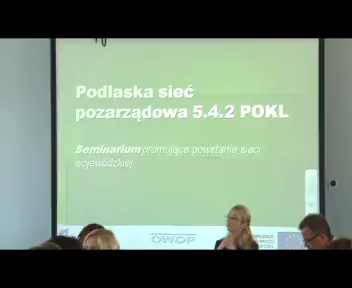 Podlaska sieć
pozarządowa 5.4.2 POKL
Seminarium promujące powstanie sieci
wojewódzkiej
OWOP